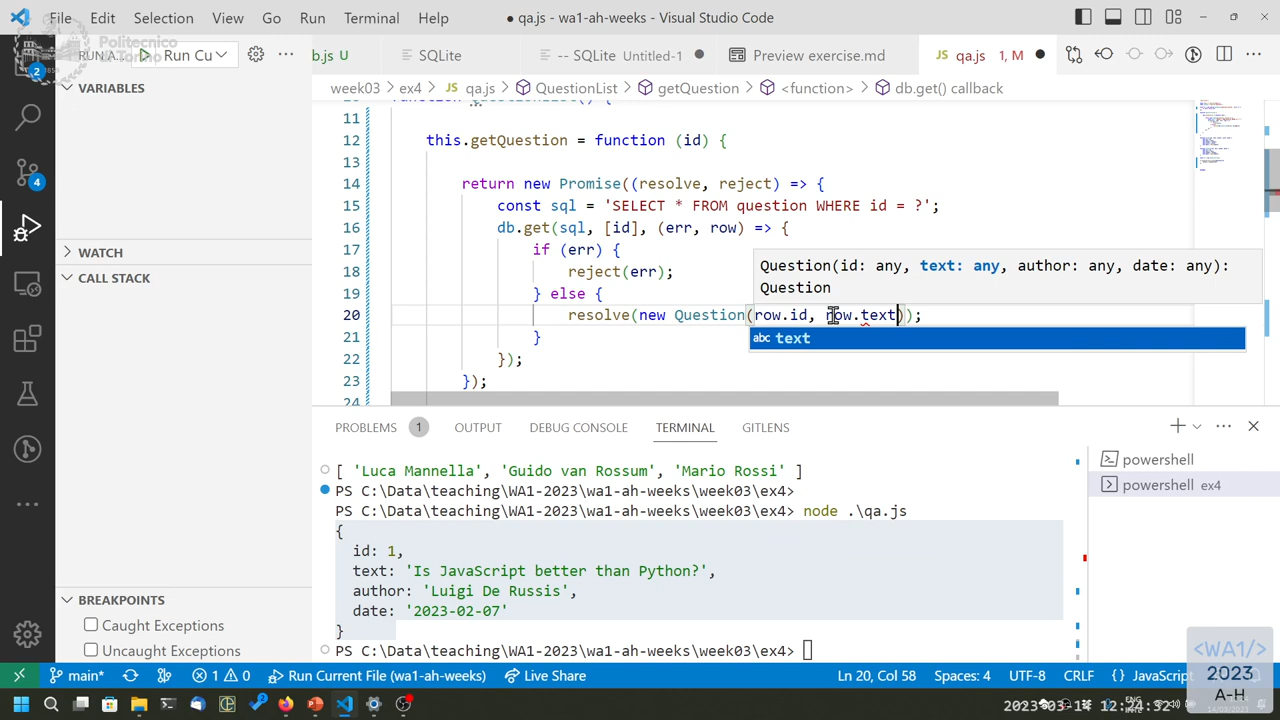 File Edit Selection View Go Run Terminal Help ● qa.js - wa1-ah-weeks - Visual Studio Code
Politecnico
di Torino
1859
RUN A... Run Cu
b.js U SQLite -- SQLite Untitled-1 Preview exercise.md JS qa.js 1, M
2
VARIABLES
week03 > ex4 > JS qa.js > QuestionList > getQuestion > <function> > db.get() callback
11
12 this.getQuestion = function (id) {
13
14 return new Promise((resolve, reject) => {
15 const sql = 'SELECT * FROM question WHERE id = ?';
16 db.get(sql, [id], (err, row) => {
17 if (err) {
18 reject(err);
19 } else {
20 resolve(new Question(row.id, row.text));
21 }
22 });
23 });
24
Question(id: any, text: any, author: any, date: any):
Question
abc text
4
WATCH
CALL STACK
PROBLEMS 1 OUTPUT DEBUG CONSOLE TERMINAL GITLENS
[ 'Luca Mannella', 'Guido van Rossum', 'Mario Rossi' ]
PS C:\Data\teaching\WA1-2023\wa1-ah-weeks\week03\ex4>
PS C:\Data\teaching\WA1-2023\wa1-ah-weeks\week03\ex4> node .\qa.js
{
id: 1,
text: 'Is JavaScript better than Python?',
author: 'Luigi De Russis',
date: '2023-02-07'
}
PS C:\Data\teaching\WA1-2023\wa1-ah-weeks\week03\ex4>
powershell
powershell ex4
BREAKPOINTS
Caught Exceptions
Uncaught Exceptions
main* 1 0 Run Current File (wa1-ah-weeks) Live Share Ln 20, Col 58 Spaces: 4 UTF-8 CRLF {} JavaScript
<WA1/>
2023
A-H